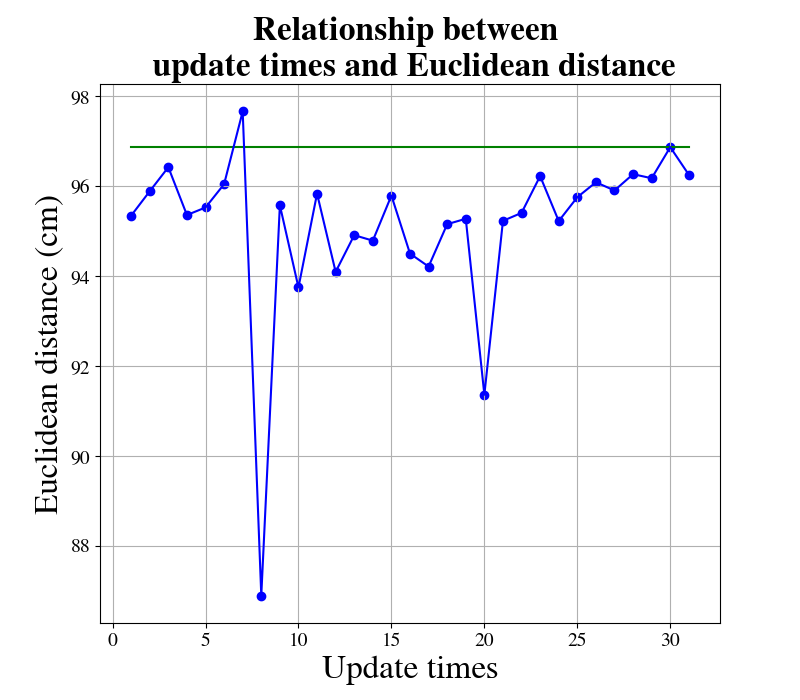 Relationship between
update times and Euclidean distance
98
96
94
92
90
88
Euclidean distance (cm)
0 5 10 15 20 25 30
Update times